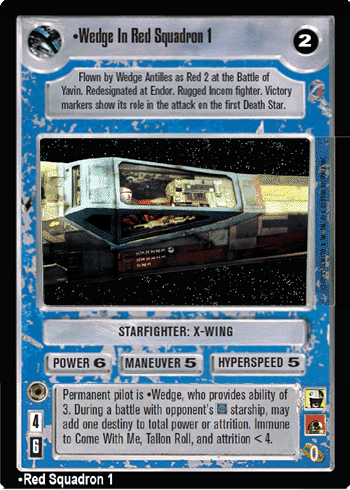 •Wedge In Red Squadron 1
2
Flown by Wedge Antilles as Red 2 at the Battle of
Yavin. Redesignated at Endor. Rugged Incom fighter. Victory
markers show its role in the attack on the first Death Star.
STARFIGHTER: X-WING
POWER 6
MANEUVER 5
HYPERSPEED 5
Permanent pilot is •Wedge, who provides ability of
3. During a battle with opponent's starship, may
add one destiny to total power or attrition. Immune
to Come With Me, Tallon Roll, and attrition < 4.
4
6
0
•Red Squadron 1